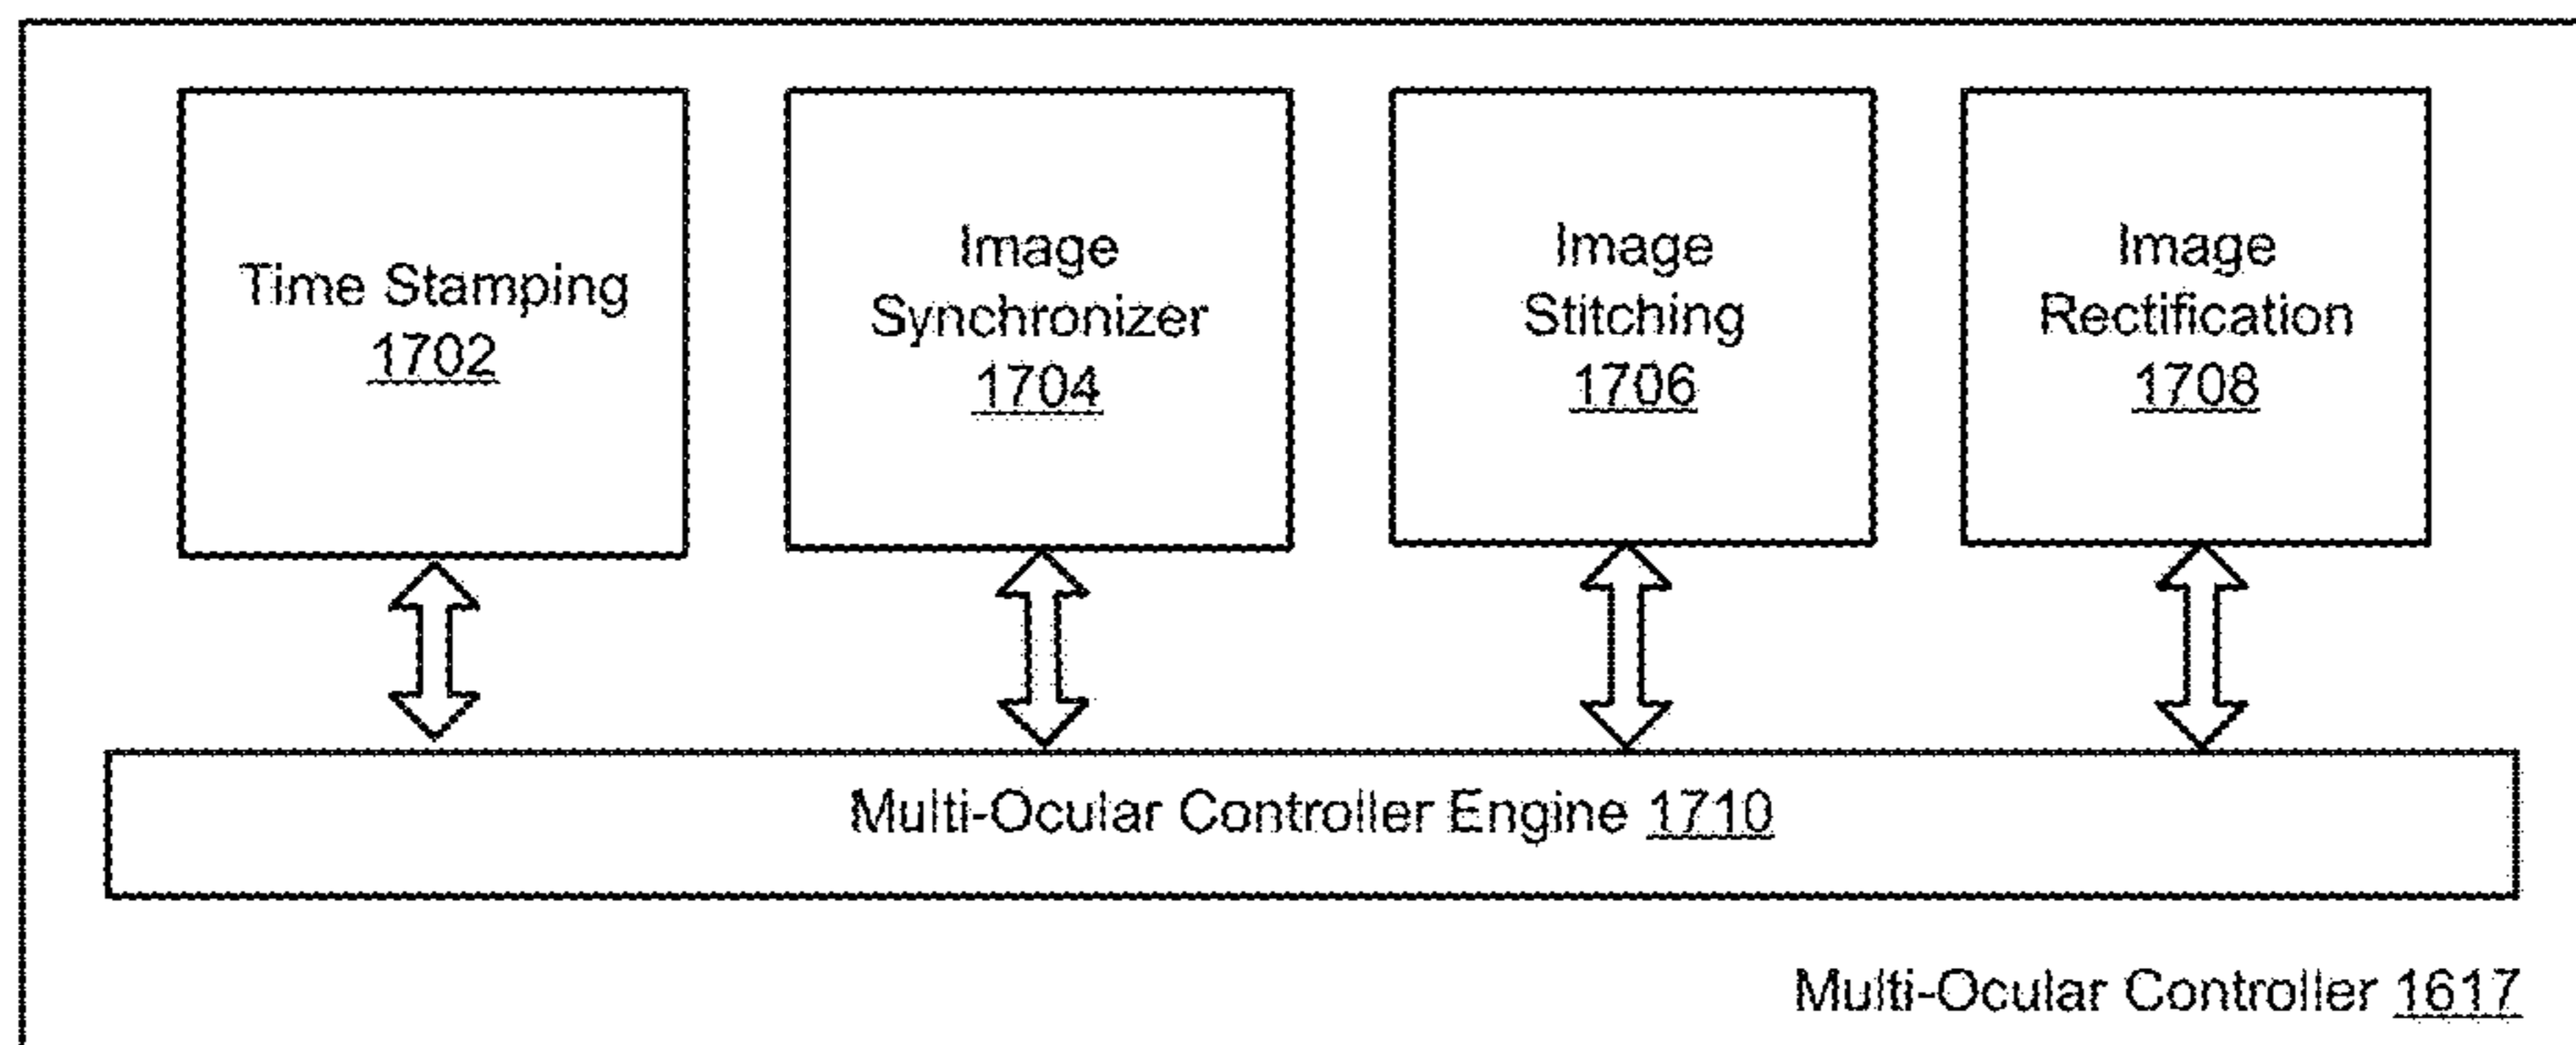 Time Stamping
1702
Image
Synchronizer
1704
Image
Stitching
1706
Image
Rectification
1708
Multi-Ocular Controller Engine 1710
Multi-Ocular Controller 1617